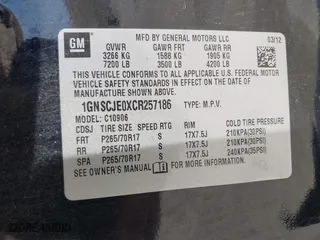 GM
MFD BY GENERAL MOTORS LLC 03/12
GVWR GAWR FRT GAWR RR
3266 KG 1588 KG 1905 KG
7200 LB 3500 LB 4200 LB
THIS VEHICLE CONFORMS TO ALL APPLICABLE
U.S. FEDERAL MOTOR VEHICLE SAFETY
STANDARDS IN EFFECT ON THE DATE OF
MANUFACTURE SHOWN ABOVE.
1GNSCJE0XCR257186 TYPE: M.P.V.
MODEL: C10906
CDSJ TIRE SIZE SPEED RTG RIM COLD TIRE PRESSURE
FRT P265/70R17 S 17X7.5J 210KPA(30PSI)
RR P265/70R17 S 17X7.5J 210KPA(30PSI)
SPA P265/70R17 S 17X7.5J 240KPA(35PSI)
SEE OWNER'S MANUAL FOR ADDITIONAL INFORMATION.